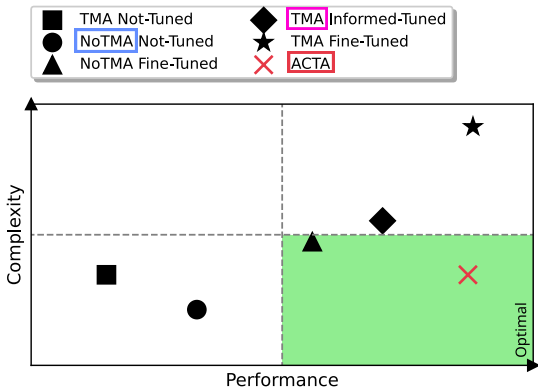 TMA Not-Tuned
NoTMA Not-Tuned
NoTMA Fine-Tuned
TMA Informed-Tuned
TMA Fine-Tuned
ACTA
Complexity
Optimal
Performance